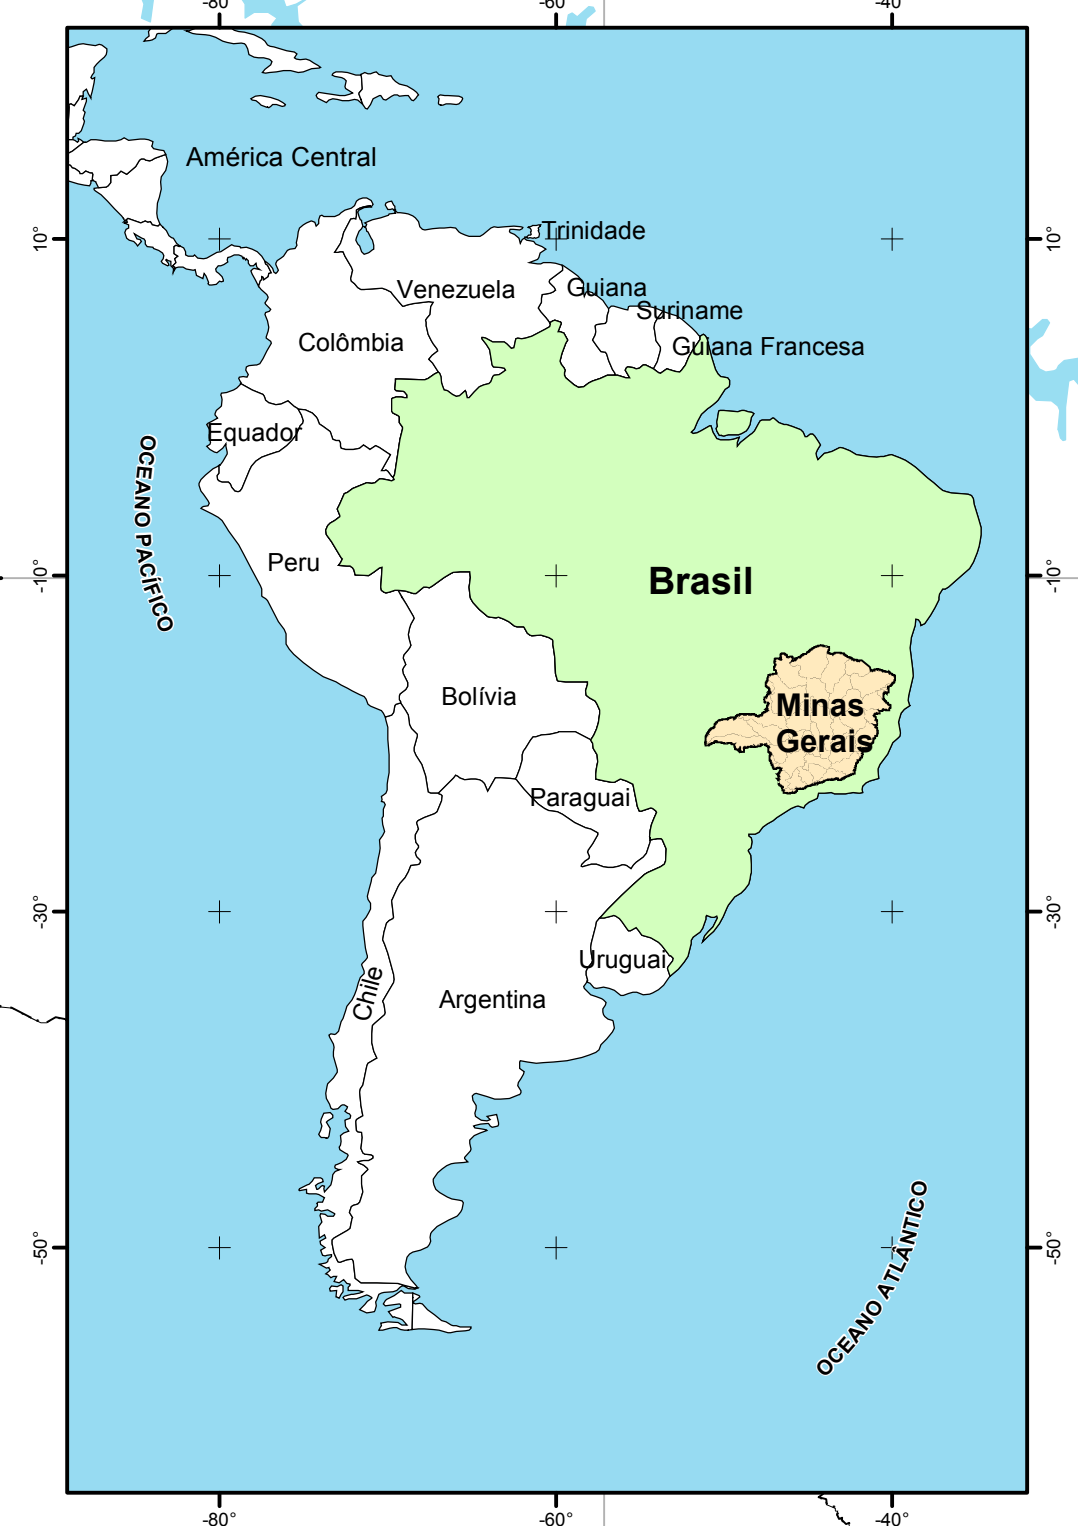 -80°
-60°
-40°
América Central
10°
10°
Trinidade
Venezuela
Guiana
Suriname
Colômbia
Guiana Francesa
Equador
OCEANO PACÍFICO
Peru
-10°
Brasil
-10°
Bolívia
Minas
Gerais
Paraguai
-30°
-30°
Uruguai
Chile
Argentina
-50°
-50°
OCEANO ATLÂNTICO
-80°
-60°
-40°